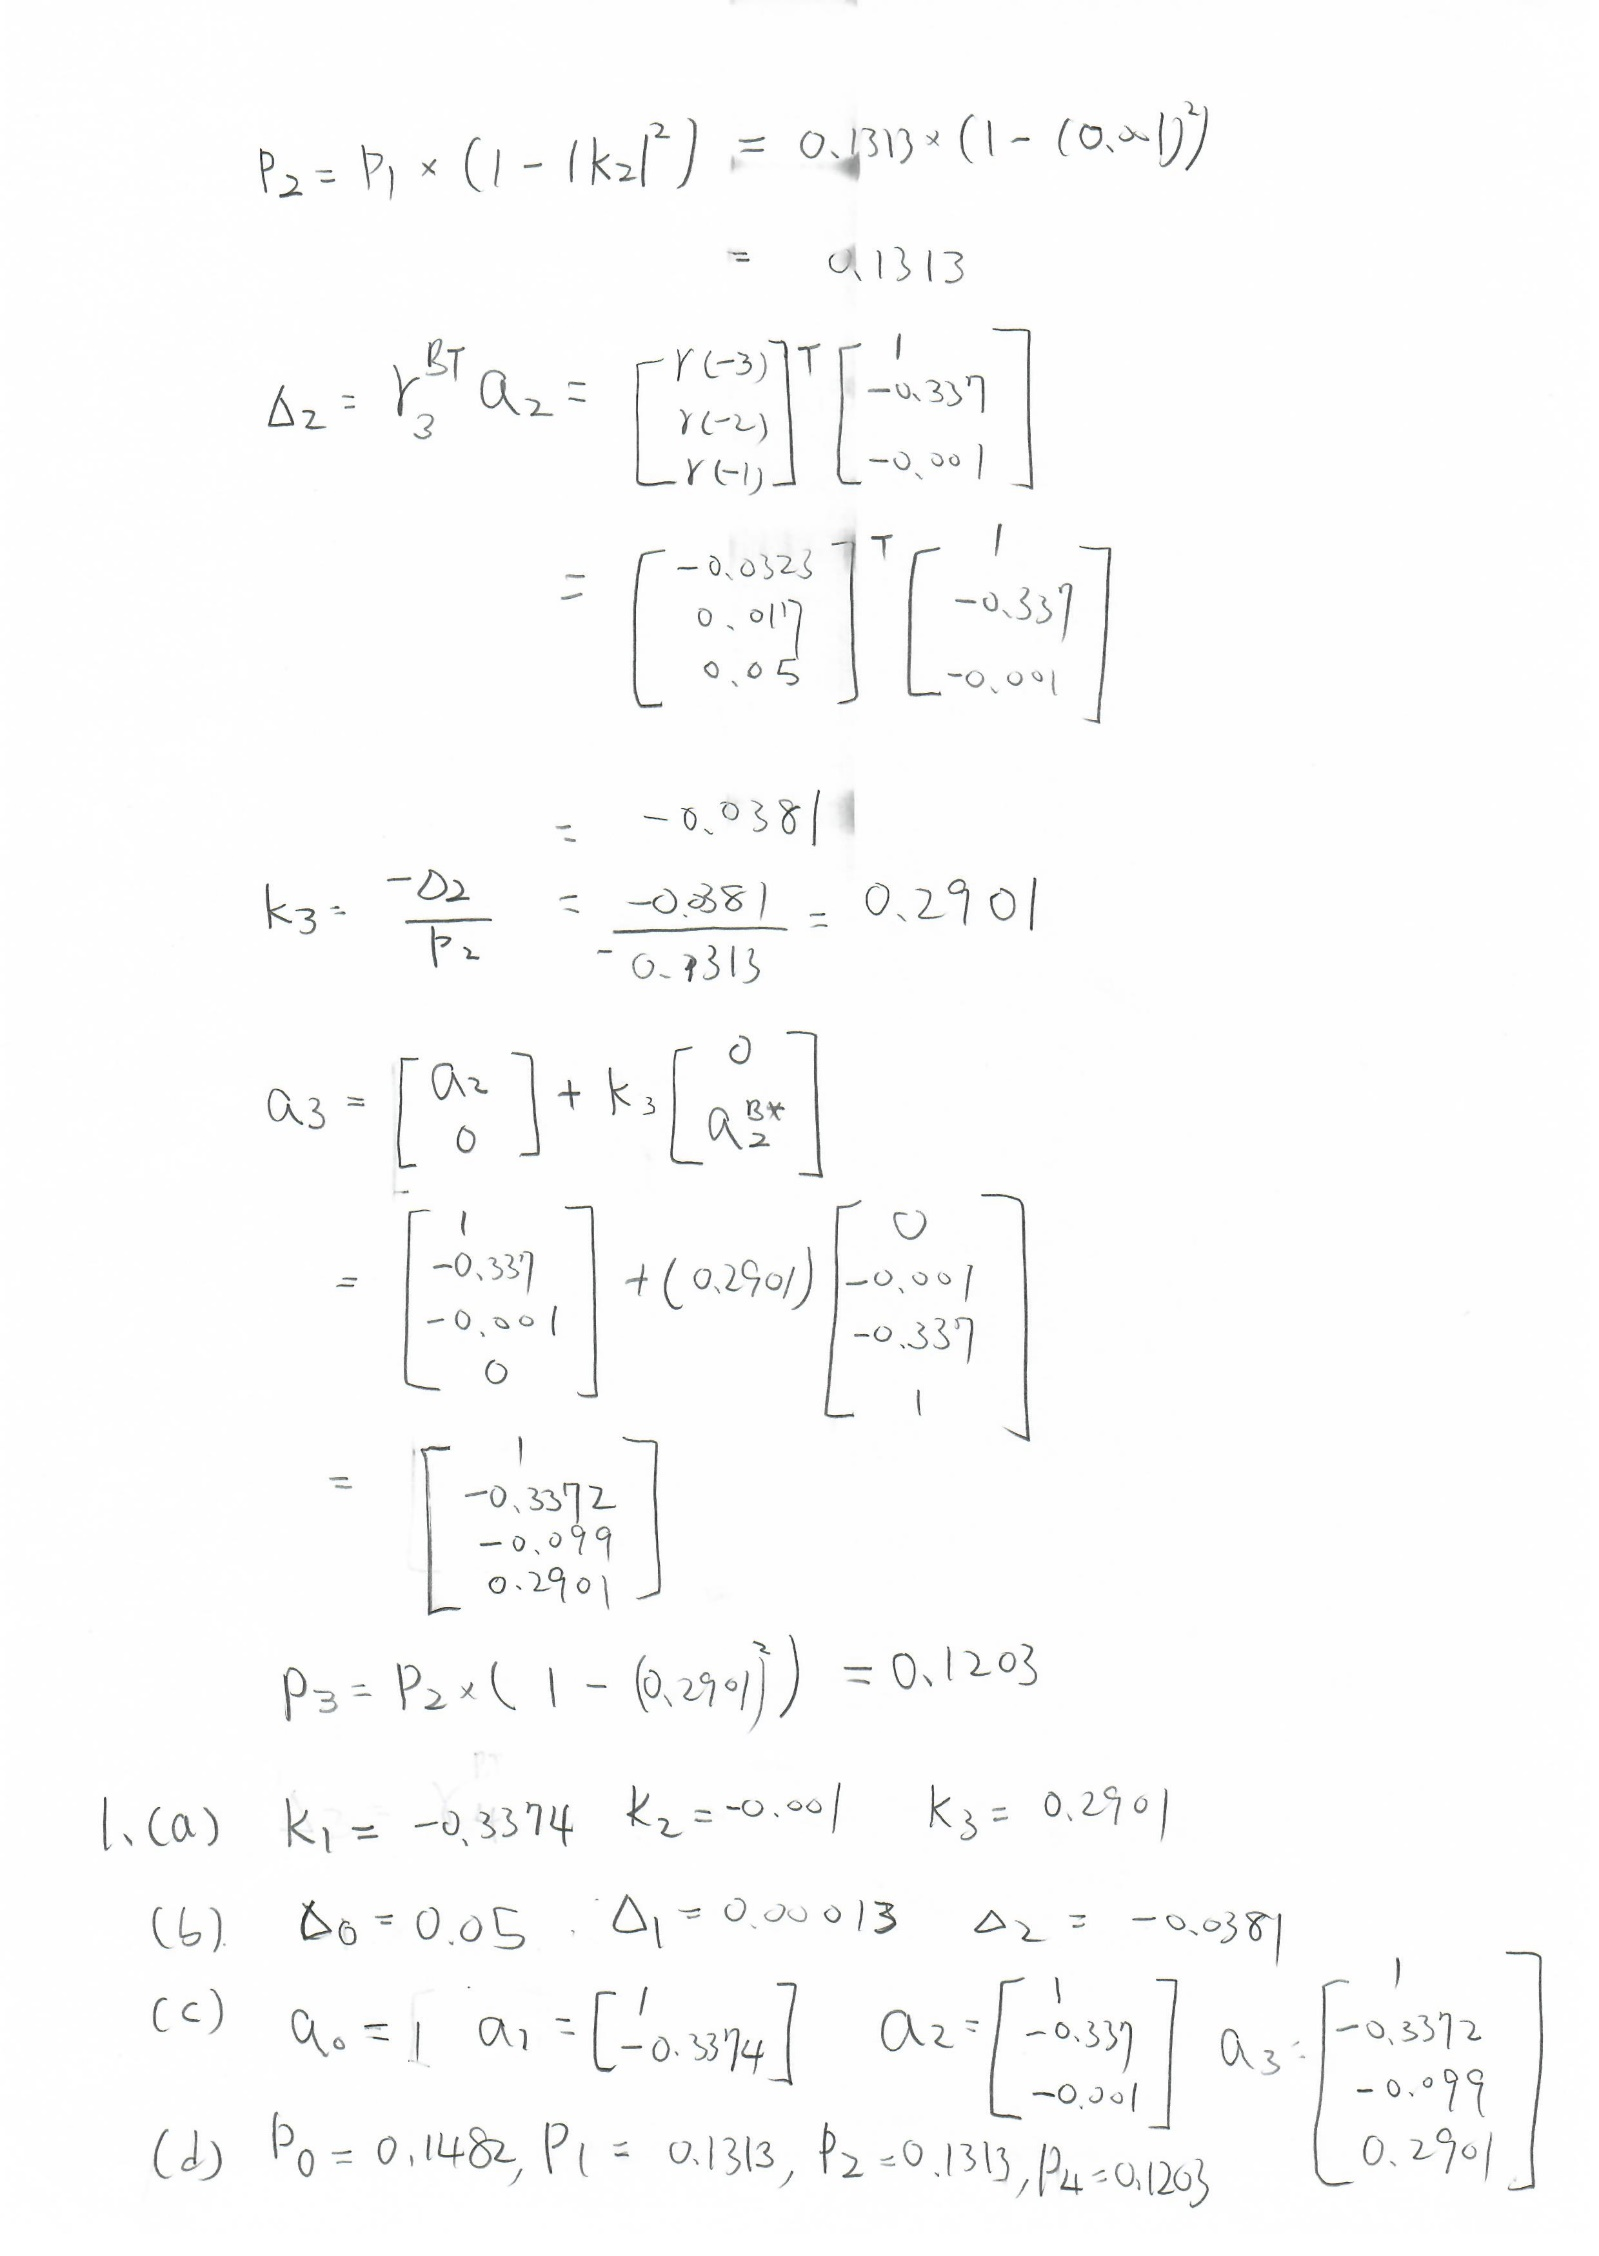 P₂ = P₁ × (1 - |k₂|²) = 0.1313 × (1 - (0.001)²)
= 0.1313
Δ₂ = r₃ᴮᵀ a₂ = [r(-3) r(-2) r(-1)]ᵀ [1 -0.337 -0.001]
= [-0.0323 0.017 0.05]ᵀ [1 -0.337 -0.001]
= -0.0381
k₃ = -Δ₂ / P₂ = -0.0381 / -0.1313 = 0.2901
a₃ = [a₂ 0] + k₃ [0 a₂ᴮ*]
= [1 -0.337 -0.001 0] + (0.2901) [0 -0.001 -0.337 1]
= [1 -0.3372 -0.099 0.2901]
P₃ = P₂ × (1 - (0.2901)²) = 0.1203
1. (a) k₁ = -0.3374 k₂ = -0.001 k₃ = 0.2901
(b) Δ₀ = 0.05 . Δ₁ = 0.00013 Δ₂ = -0.0381
(c) a₀ = 1 a₁ = [1 -0.3374] a₂ = [1 -0.337 -0.001] a₃ = [1 -0.3372 -0.099 0.2901]
(d) P₀ = 0.1482, P₁ = 0.1313, P₂ = 0.1313, P₄ = 0.1203